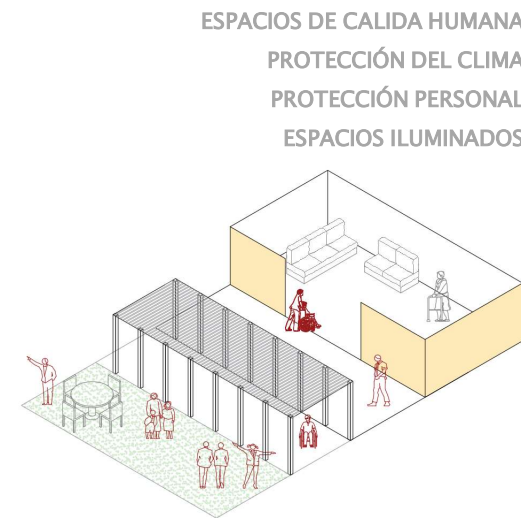 ESPACIOS DE CALIDA HUMANA
PROTECCIÓN DEL CLIMA
PROTECCIÓN PERSONAL
ESPACIOS ILUMINADOS